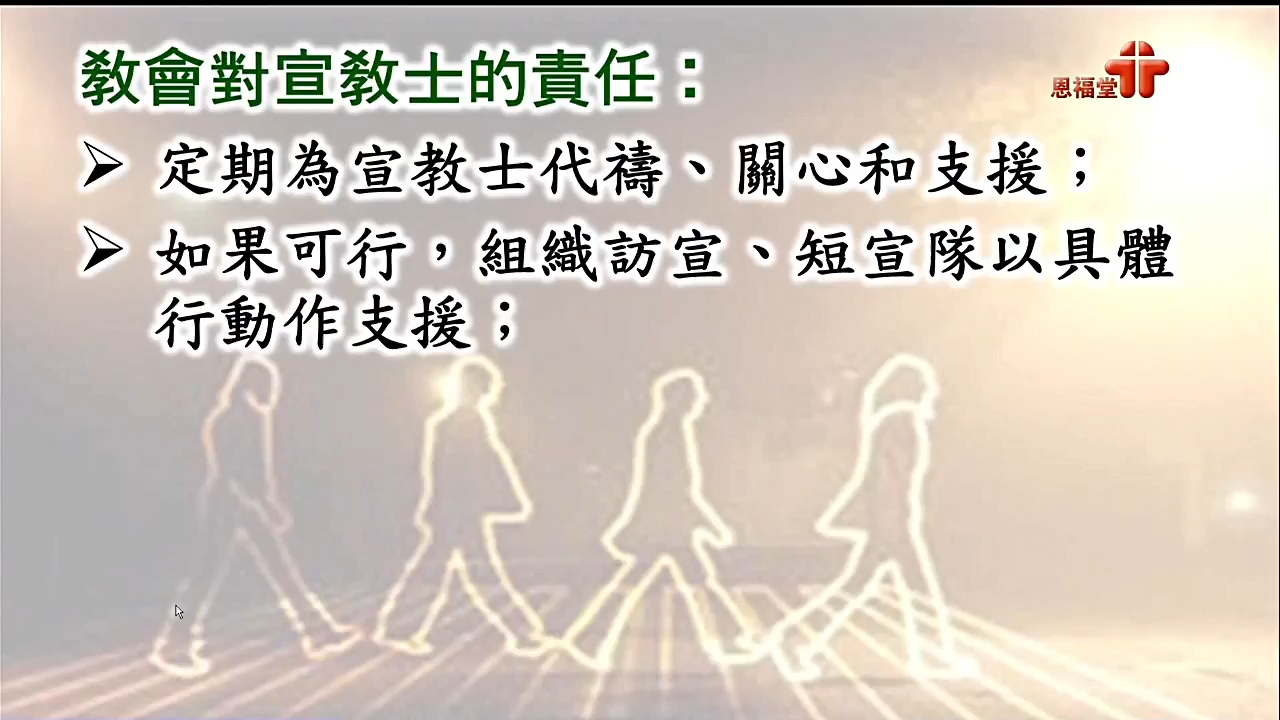 教會對宣教士的責任：
恩福堂
➢ 定期為宣教士代禱、關心和支援；
➢ 如果可行，組織訪宣、短宣隊以具體
行動作支援；